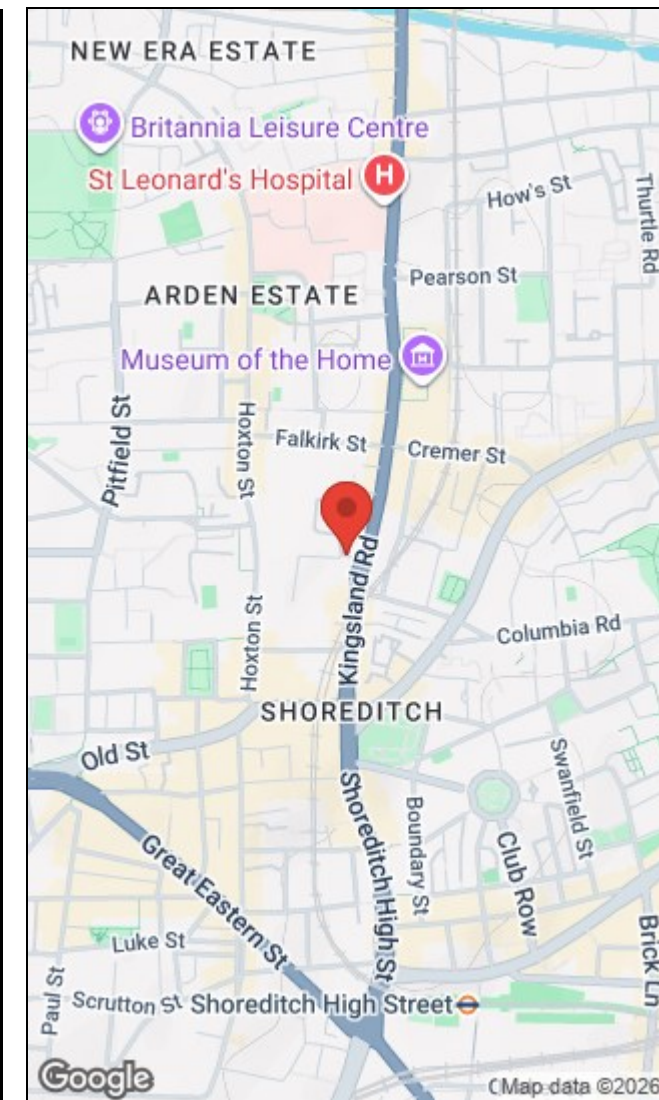 NEW ERA ESTATE
Britannia Leisure Centre
St Leonard's Hospital
H
How's St
Thurtle Rd
Pearson St
ARDEN ESTATE
Museum of the Home
Pitfield St
Hoxton St
Falkirk St
Cremer St
Kingsland Rd
Columbia Rd
Hoxton St
SHOREDITCH
Old St
Swanfield St
Shoreditch High St
Boundary St
Club Row
Great Eastern St
Luke St
Brick Ln
Paul St
Scrutton St
Shoreditch High Street
Google
Map data ©2026